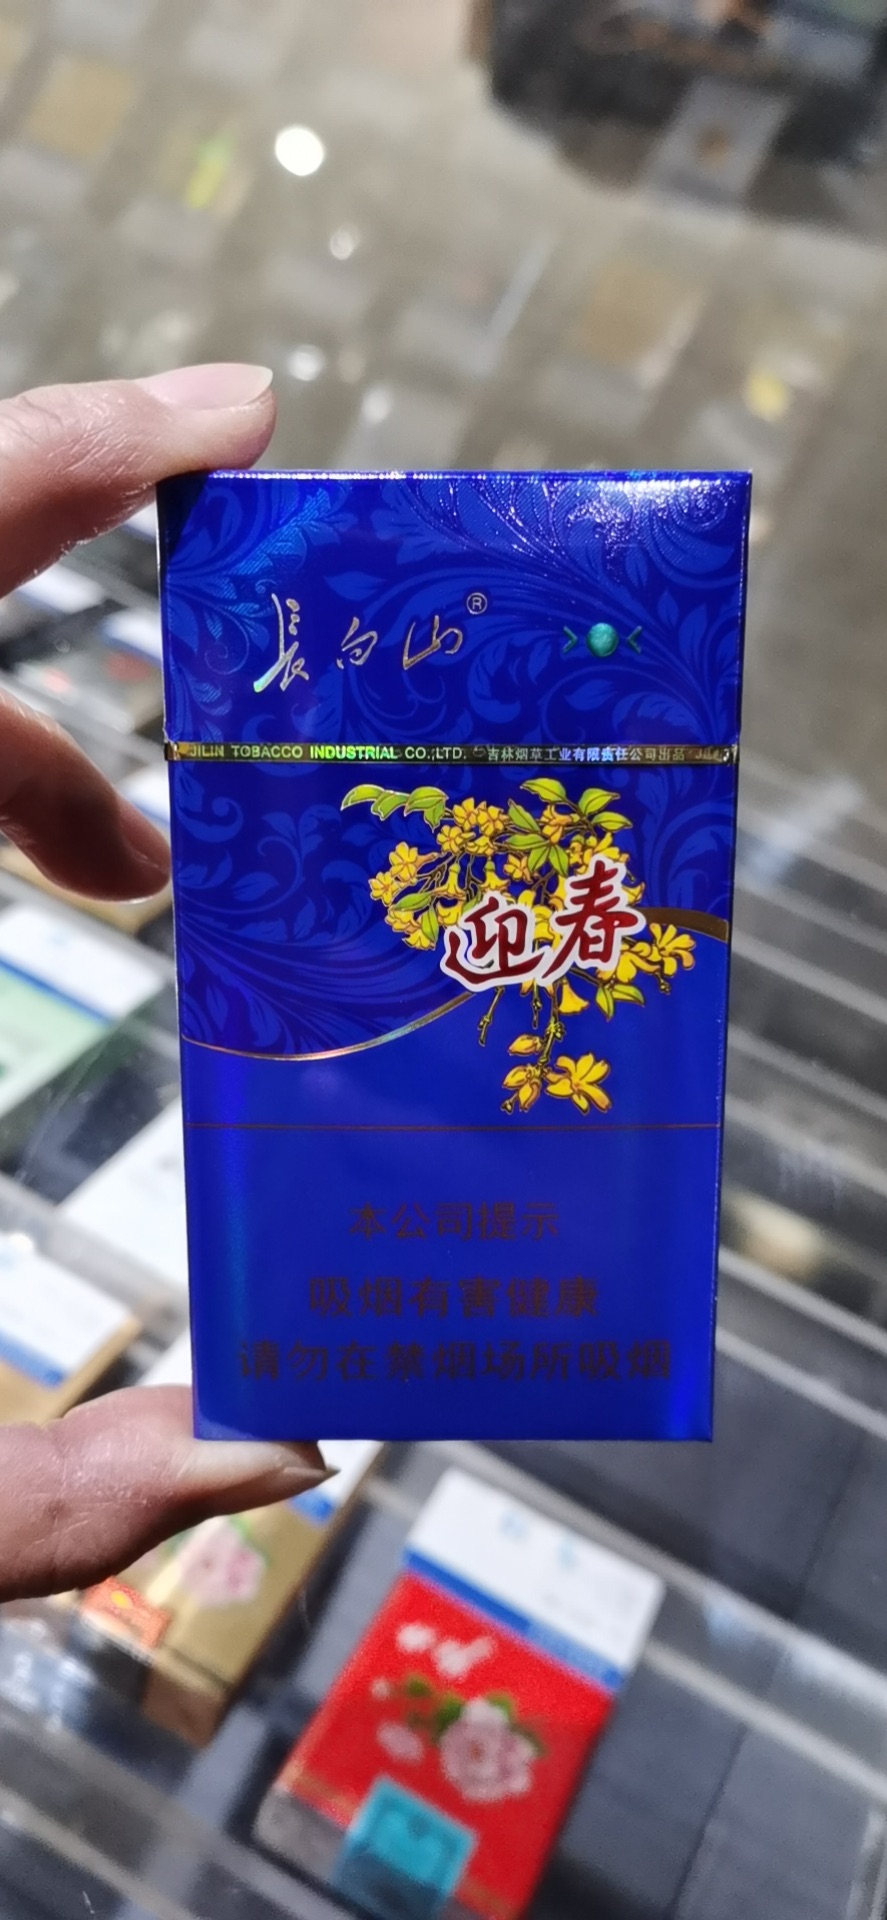 長白山®
JILIN TOBACCO INDUSTRIAL CO.,LTD. 吉林烟草工业有限责任公司出品 JILI
迎春
本公司提示
吸烟有害健康
请勿在禁烟场所吸烟